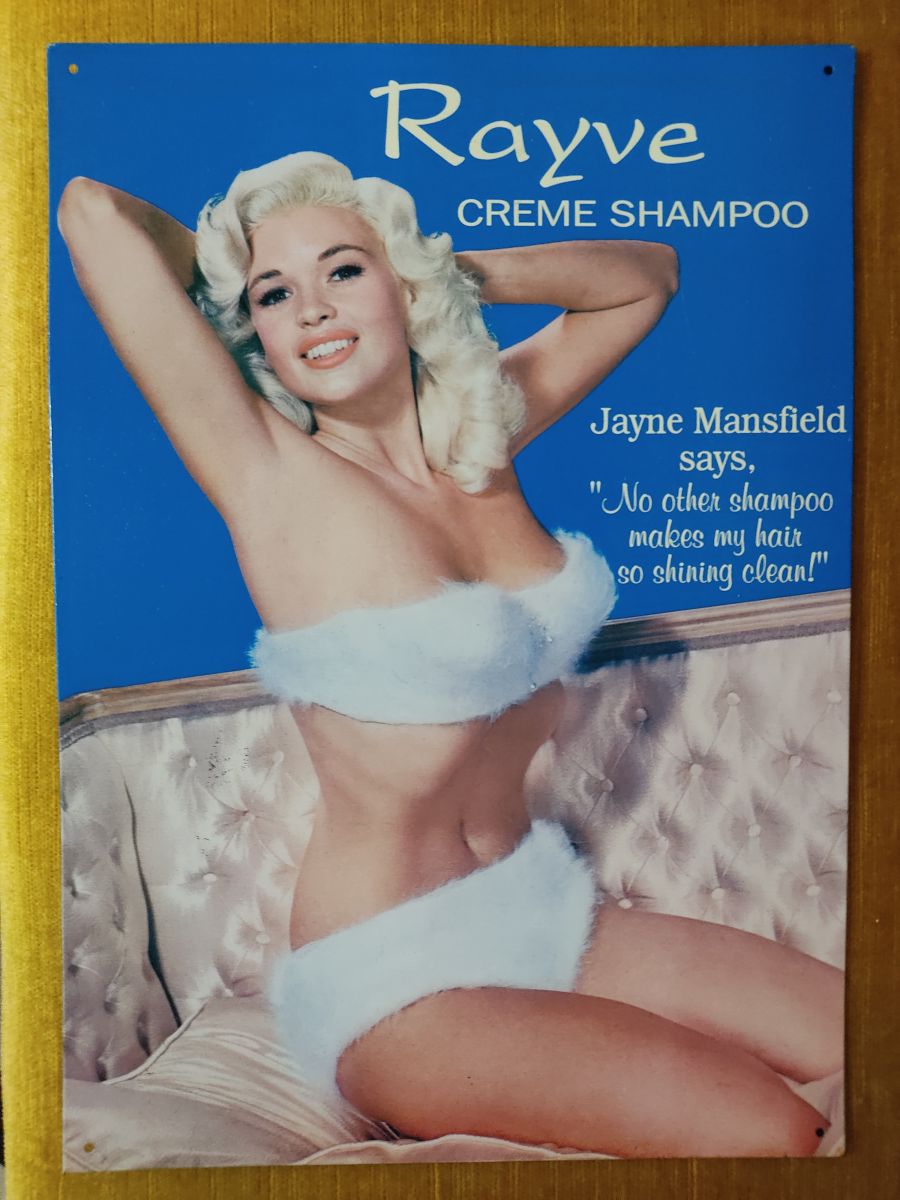 Rayve
CREME SHAMPOO
Jayne Mansfield
says,
"No other shampoo
makes my hair
so shining clean!"